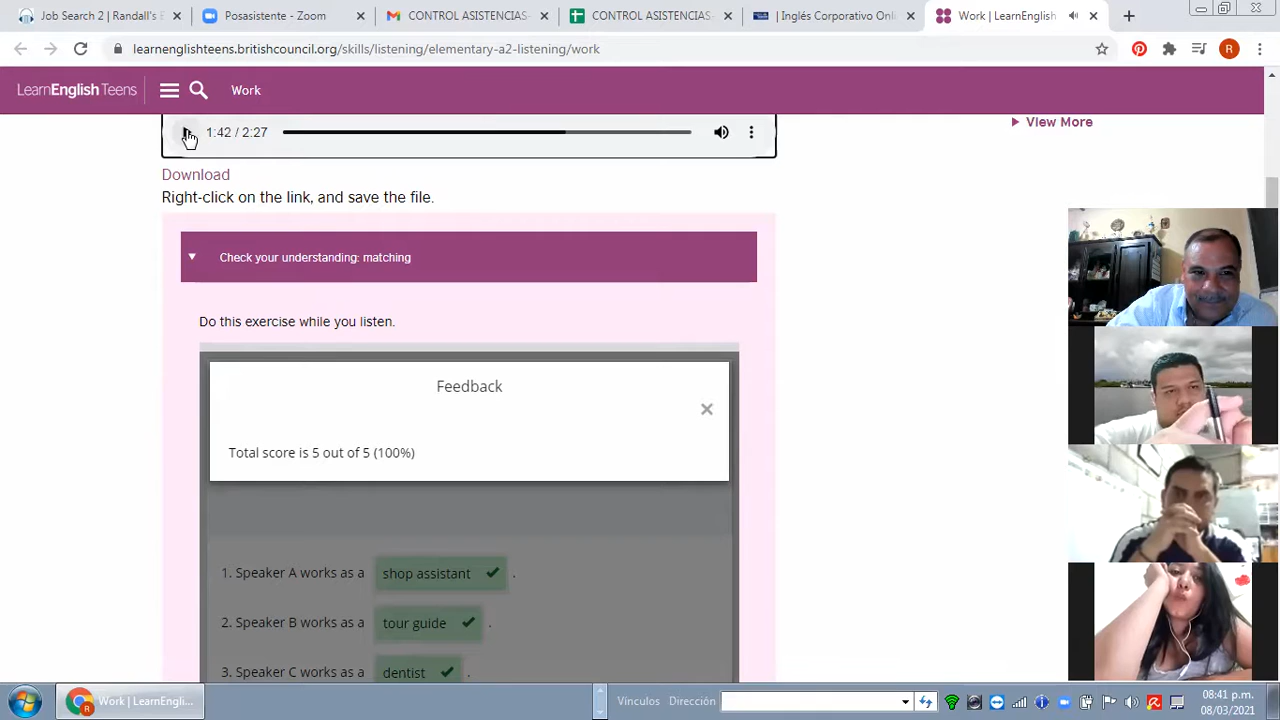 Job Search 2 | Randall's E
Posasistente - Zoom
CONTROL ASISTENCIAS-
CONTROL ASISTENCIAS-
| Inglés Corporativo Onli
Work | LearnEnglish
learnenglishteens.britishcouncil.org/skills/listening/elementary-a2-listening/work
R
LearnEnglish Teens
Work
1:42 / 2:27
View More
Download
Right-click on the link, and save the file.
Check your understanding: matching
Do this exercise while you listen.
Feedback
Total score is 5 out of 5 (100%)
1. Speaker A works as a shop assistant .
2. Speaker B works as a tour guide .
3. Speaker C works as a dentist .
Work | LearnEngli...
Vínculos
Dirección
08:41 p.m.
08/03/2021